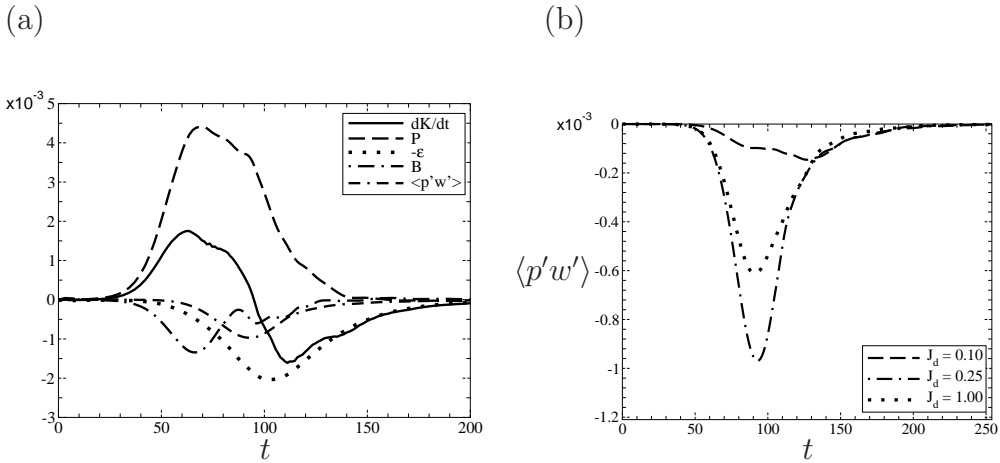 (a)
(b)
x10⁻³
5
4
3
2
1
0
-1
-2
-3
0
50
100
150
200
t
dK/dt
P
-ε
B
<p'w'>
x10⁻³
0
-0.2
-0.4
-0.6
-0.8
-1
-1.2
0
50
100
150
200
250
t
⟨p′w′⟩
J_d = 0.10
J_d = 0.25
J_d = 1.00